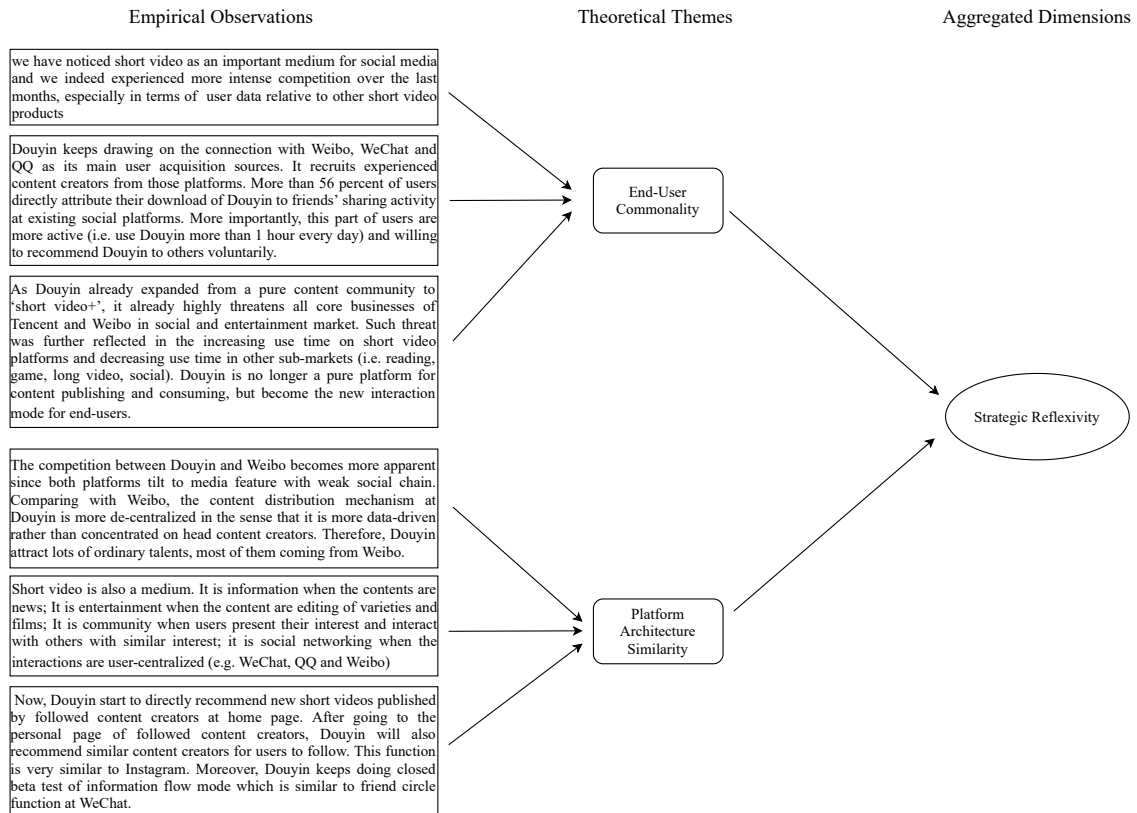 Empirical Observations
Theoretical Themes
Aggregated Dimensions
we have noticed short video as an important medium for social media
and we indeed experienced more intense competition over the last
months, especially in terms of user data relative to other short video
products
Douyin keeps drawing on the connection with Weibo, WeChat and
QQ as its main user acquisition sources. It recruits experienced
content creators from those platforms. More than 56 percent of users
directly attribute their download of Douyin to friends’ sharing activity
at existing social platforms. More importantly, this part of users are
more active (i.e. use Douyin more than 1 hour every day) and willing
to recommend Douyin to others voluntarily.
As Douyin already expanded from a pure content community to
‘short video+’, it already highly threatens all core businesses of
Tencent and Weibo in social and entertainment market. Such threat
was further reflected in the increasing use time on short video
platforms and decreasing use time in other sub-markets (i.e. reading,
game, long video, social). Douyin is no longer a pure platform for
content publishing and consuming, but become the new interaction
mode for end-users.
End-User
Commonality
The competition between Douyin and Weibo becomes more apparent
since both platforms tilt to media feature with weak social chain.
Comparing with Weibo, the content distribution mechanism at
Douyin is more de-centralized in the sense that it is more data-driven
rather than concentrated on head content creators. Therefore, Douyin
attract lots of ordinary talents, most of them coming from Weibo.
Short video is also a medium. It is information when the contents are
news; It is entertainment when the content are editing of varieties and
films; It is community when users present their interest and interact
with others with similar interest; it is social networking when the
interactions are user-centralized (e.g. WeChat, QQ and Weibo)
Now, Douyin start to directly recommend new short videos published
by followed content creators at home page. After going to the
personal page of followed content creators, Douyin will also
recommend similar content creators for users to follow. This function
is very similar to Instagram. Moreover, Douyin keeps doing closed
beta test of information flow mode which is similar to friend circle
function at WeChat.
Platform
Architecture
Similarity
Strategic Reflexivity